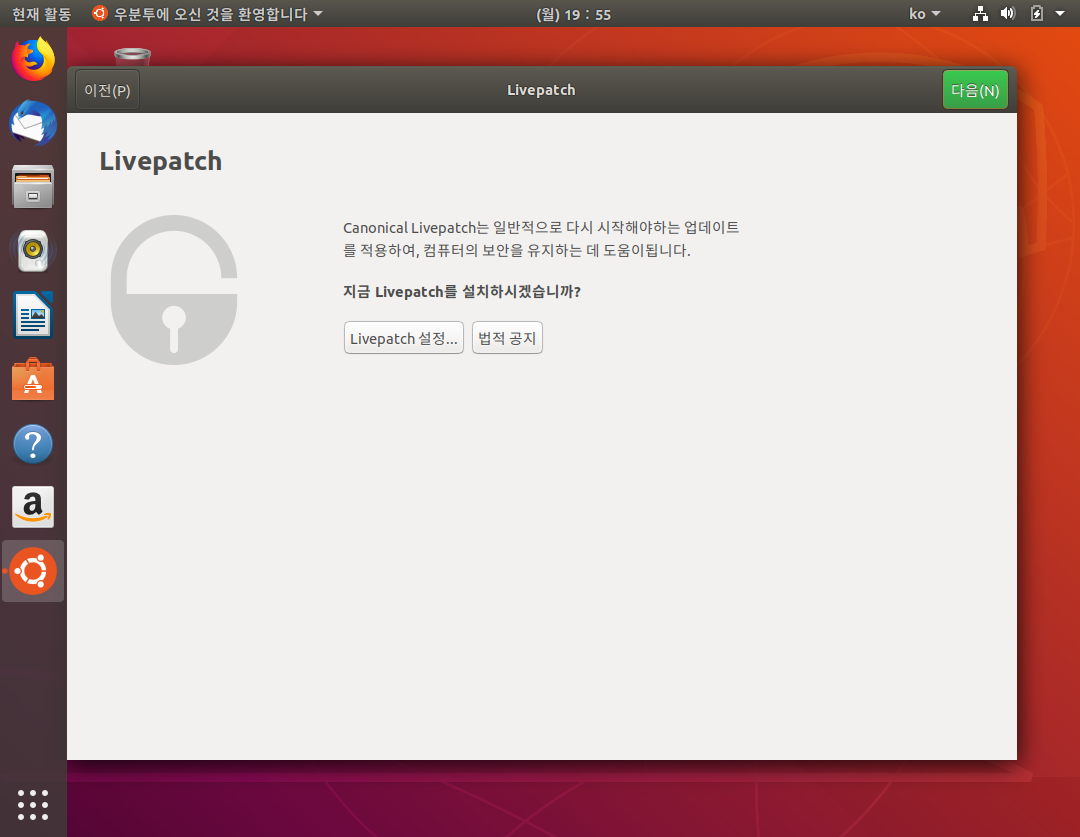 현재 활동 우분투에 오신 것을 환영합니다 (월) 19 : 55 ko
이전(P) Livepatch 다음(N)
Livepatch
Canonical Livepatch는 일반적으로 다시 시작해야하는 업데이트
를 적용하여, 컴퓨터의 보안을 유지하는 데 도움이됩니다.
지금 Livepatch를 설치하시겠습니까?
Livepatch 설정... 법적 공지